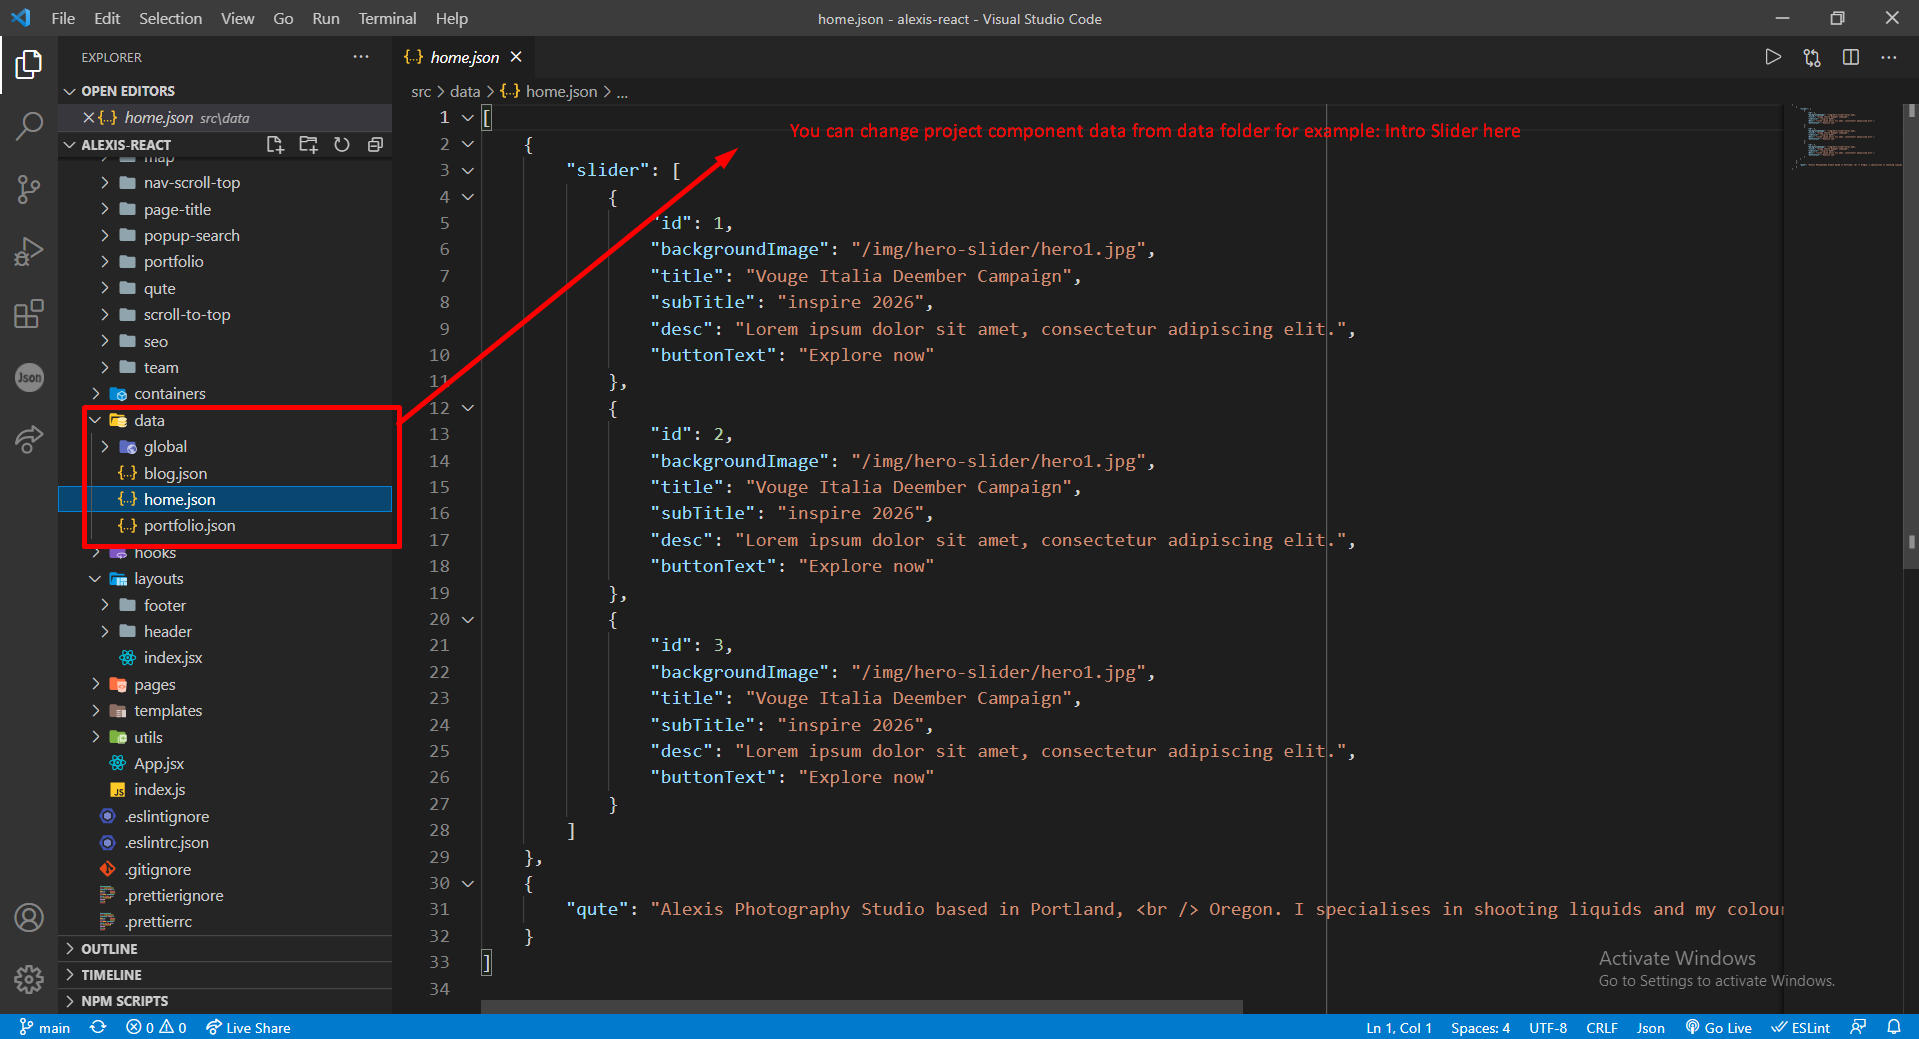 File Edit Selection View Go Run Terminal Help
home.json - alexis-react - Visual Studio Code
EXPLORER
OPEN EDITORS
home.json src\data
ALEXIS-REACT
map
nav-scroll-top
page-title
popup-search
portfolio
qute
scroll-to-top
seo
team
containers
data
global
blog.json
home.json
portfolio.json
hooks
layouts
footer
header
index.jsx
pages
templates
utils
App.jsx
index.js
.eslintignore
.eslintrc.json
.gitignore
.prettierignore
.prettierrc
OUTLINE
TIMELINE
NPM SCRIPTS
Json
home.json
src > data > {..} home.json > ...
You can change project component data from data folder for example: Intro Slider here
1 [
2 {
3 "slider": [
4 {
5 "id": 1,
6 "backgroundImage": "/img/hero-slider/hero1.jpg",
7 "title": "Vouge Italia Deember Campaign",
8 "subTitle": "inspire 2026",
9 "desc": "Lorem ipsum dolor sit amet, consectetur adipiscing elit.",
10 "buttonText": "Explore now"
11 },
12 {
13 "id": 2,
14 "backgroundImage": "/img/hero-slider/hero1.jpg",
15 "title": "Vouge Italia Deember Campaign",
16 "subTitle": "inspire 2026",
17 "desc": "Lorem ipsum dolor sit amet, consectetur adipiscing elit.",
18 "buttonText": "Explore now"
19 },
20 {
21 "id": 3,
22 "backgroundImage": "/img/hero-slider/hero1.jpg",
23 "title": "Vouge Italia Deember Campaign",
24 "subTitle": "inspire 2026",
25 "desc": "Lorem ipsum dolor sit amet, consectetur adipiscing elit.",
26 "buttonText": "Explore now"
27 }
28 ]
29 },
30 {
31 "qute": "Alexis Photography Studio based in Portland, <br /> Oregon. I specialises in shooting liquids and my colour
32 }
33 ]
34
Activate Windows
Go to Settings to activate Windows.
main 0 0 Live Share
Ln 1, Col 1 Spaces: 4 UTF-8 CRLF Json Go Live ESLint